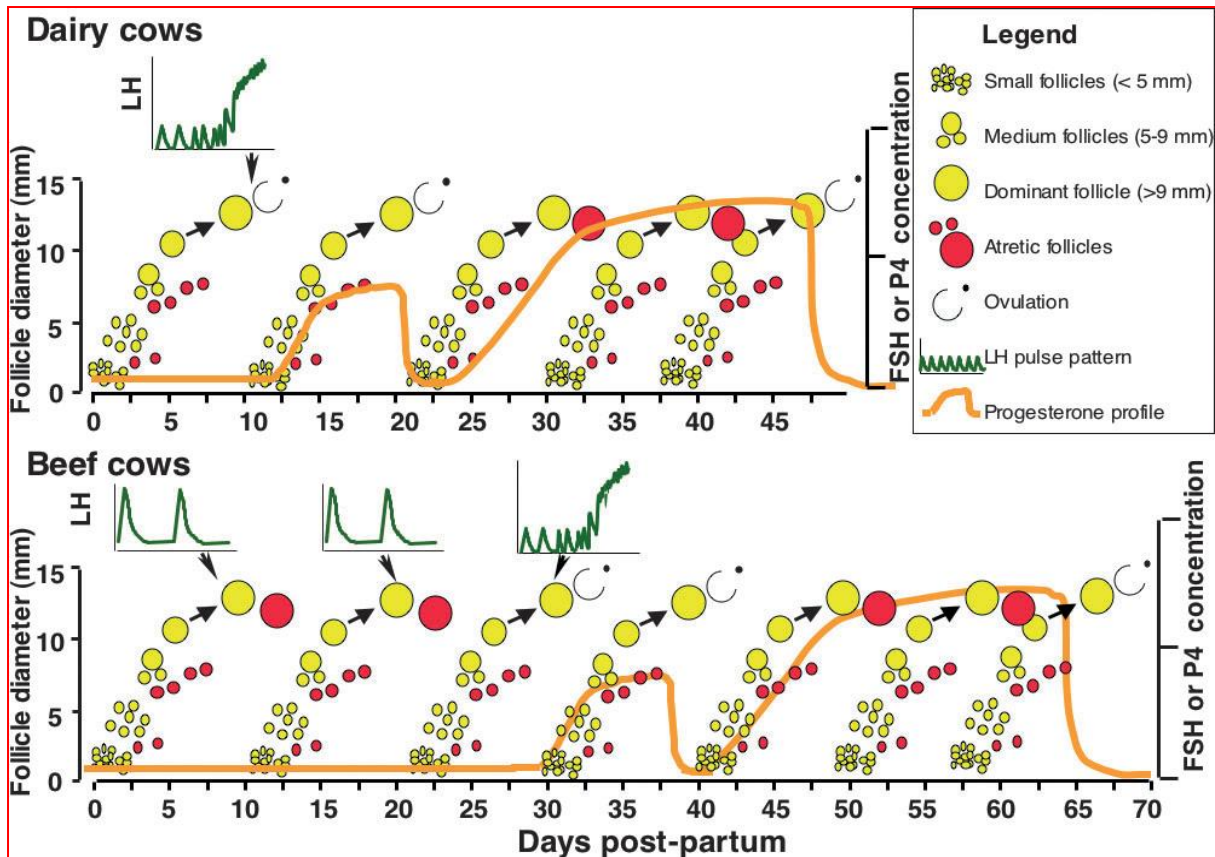 Dairy cows
LH
Follicle diameter (mm)
15
10
5
0
0 5 10 15 20 25 30 35 40 45
FSH or P4 concentration
Legend
Small follicles (< 5 mm)
Medium follicles (5-9 mm)
Dominant follicle (>9 mm)
Atretic follicles
Ovulation
LH pulse pattern
Progesterone profile
Beef cows
LH
Follicle diameter (mm)
15
10
5
0
0 5 10 15 20 25 30 35 40 45 50 55 60 65 70
Days post-partum
FSH or P4 concentration